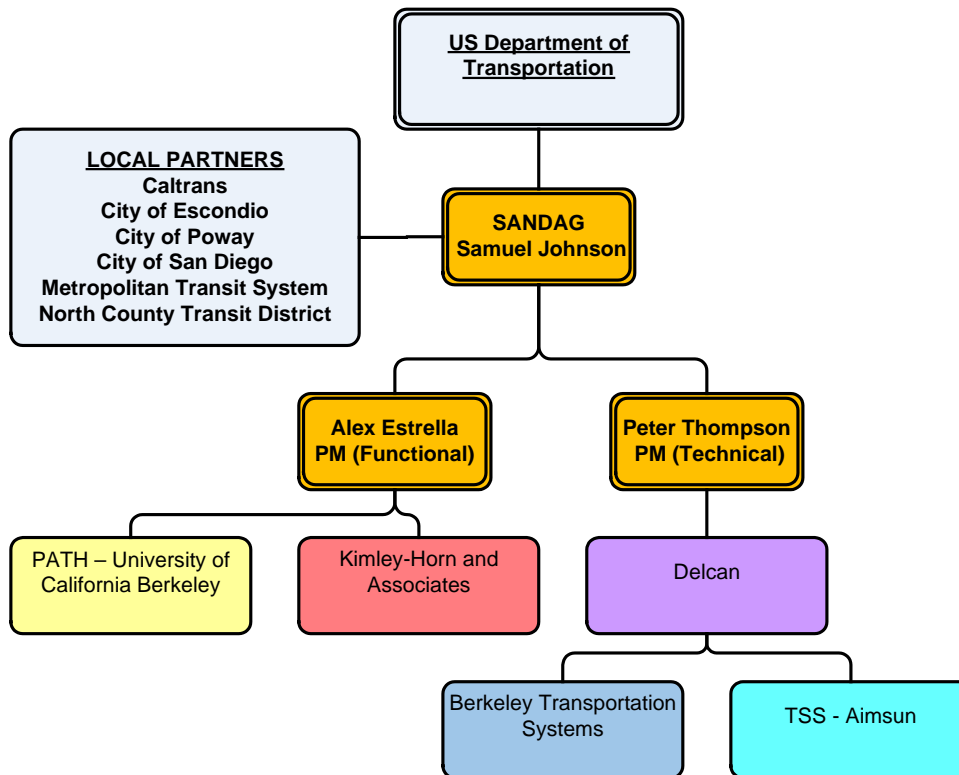 US Department of
Transportation
LOCAL PARTNERS
Caltrans
City of Escondio
City of Poway
City of San Diego
Metropolitan Transit System
North County Transit District
SANDAG
Samuel Johnson
Alex Estrella
PM (Functional)
Peter Thompson
PM (Technical)
PATH – University of
California Berkeley
Kimley-Horn and
Associates
Delcan
Berkeley Transportation
Systems
TSS - Aimsun